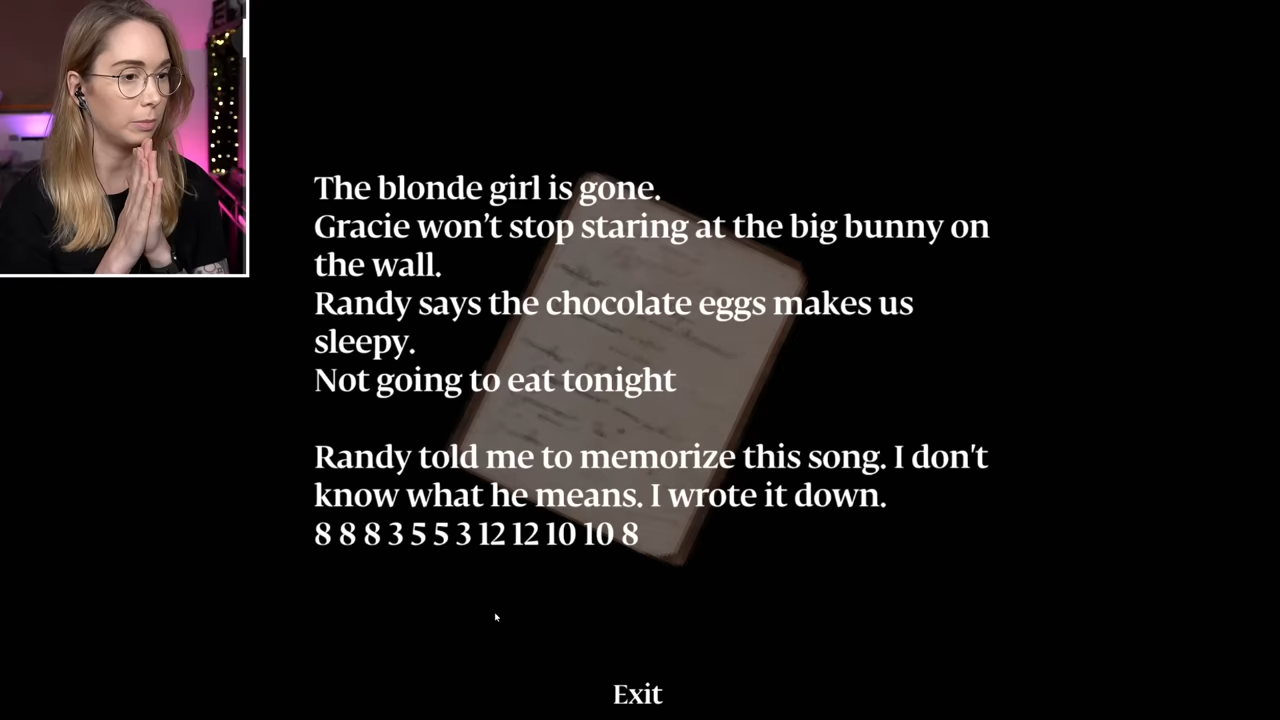 The blonde girl is gone.
Gracie won’t stop staring at the big bunny on
the wall.
Randy says the chocolate eggs makes us
sleepy.
Not going to eat tonight
Randy told me to memorize this song. I don't
know what he means. I wrote it down.
8 8 8 3 5 5 3 12 12 10 10 8
Exit